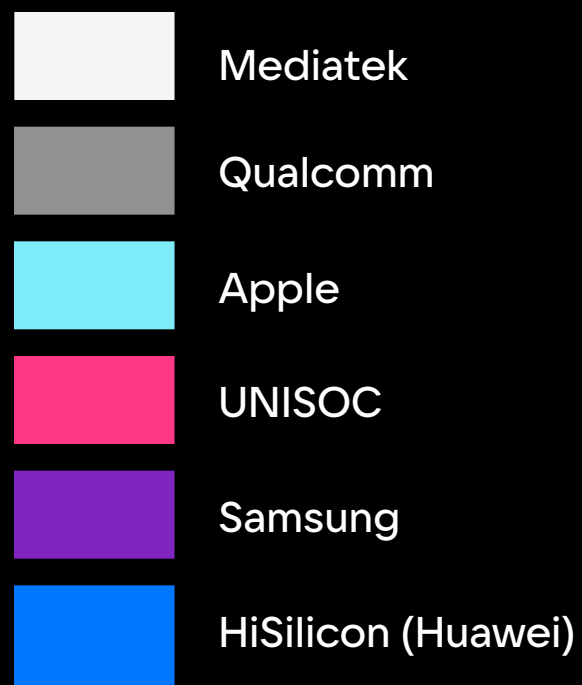 Mediatek
Qualcomm
Apple
UNISOC
Samsung
HiSilicon (Huawei)